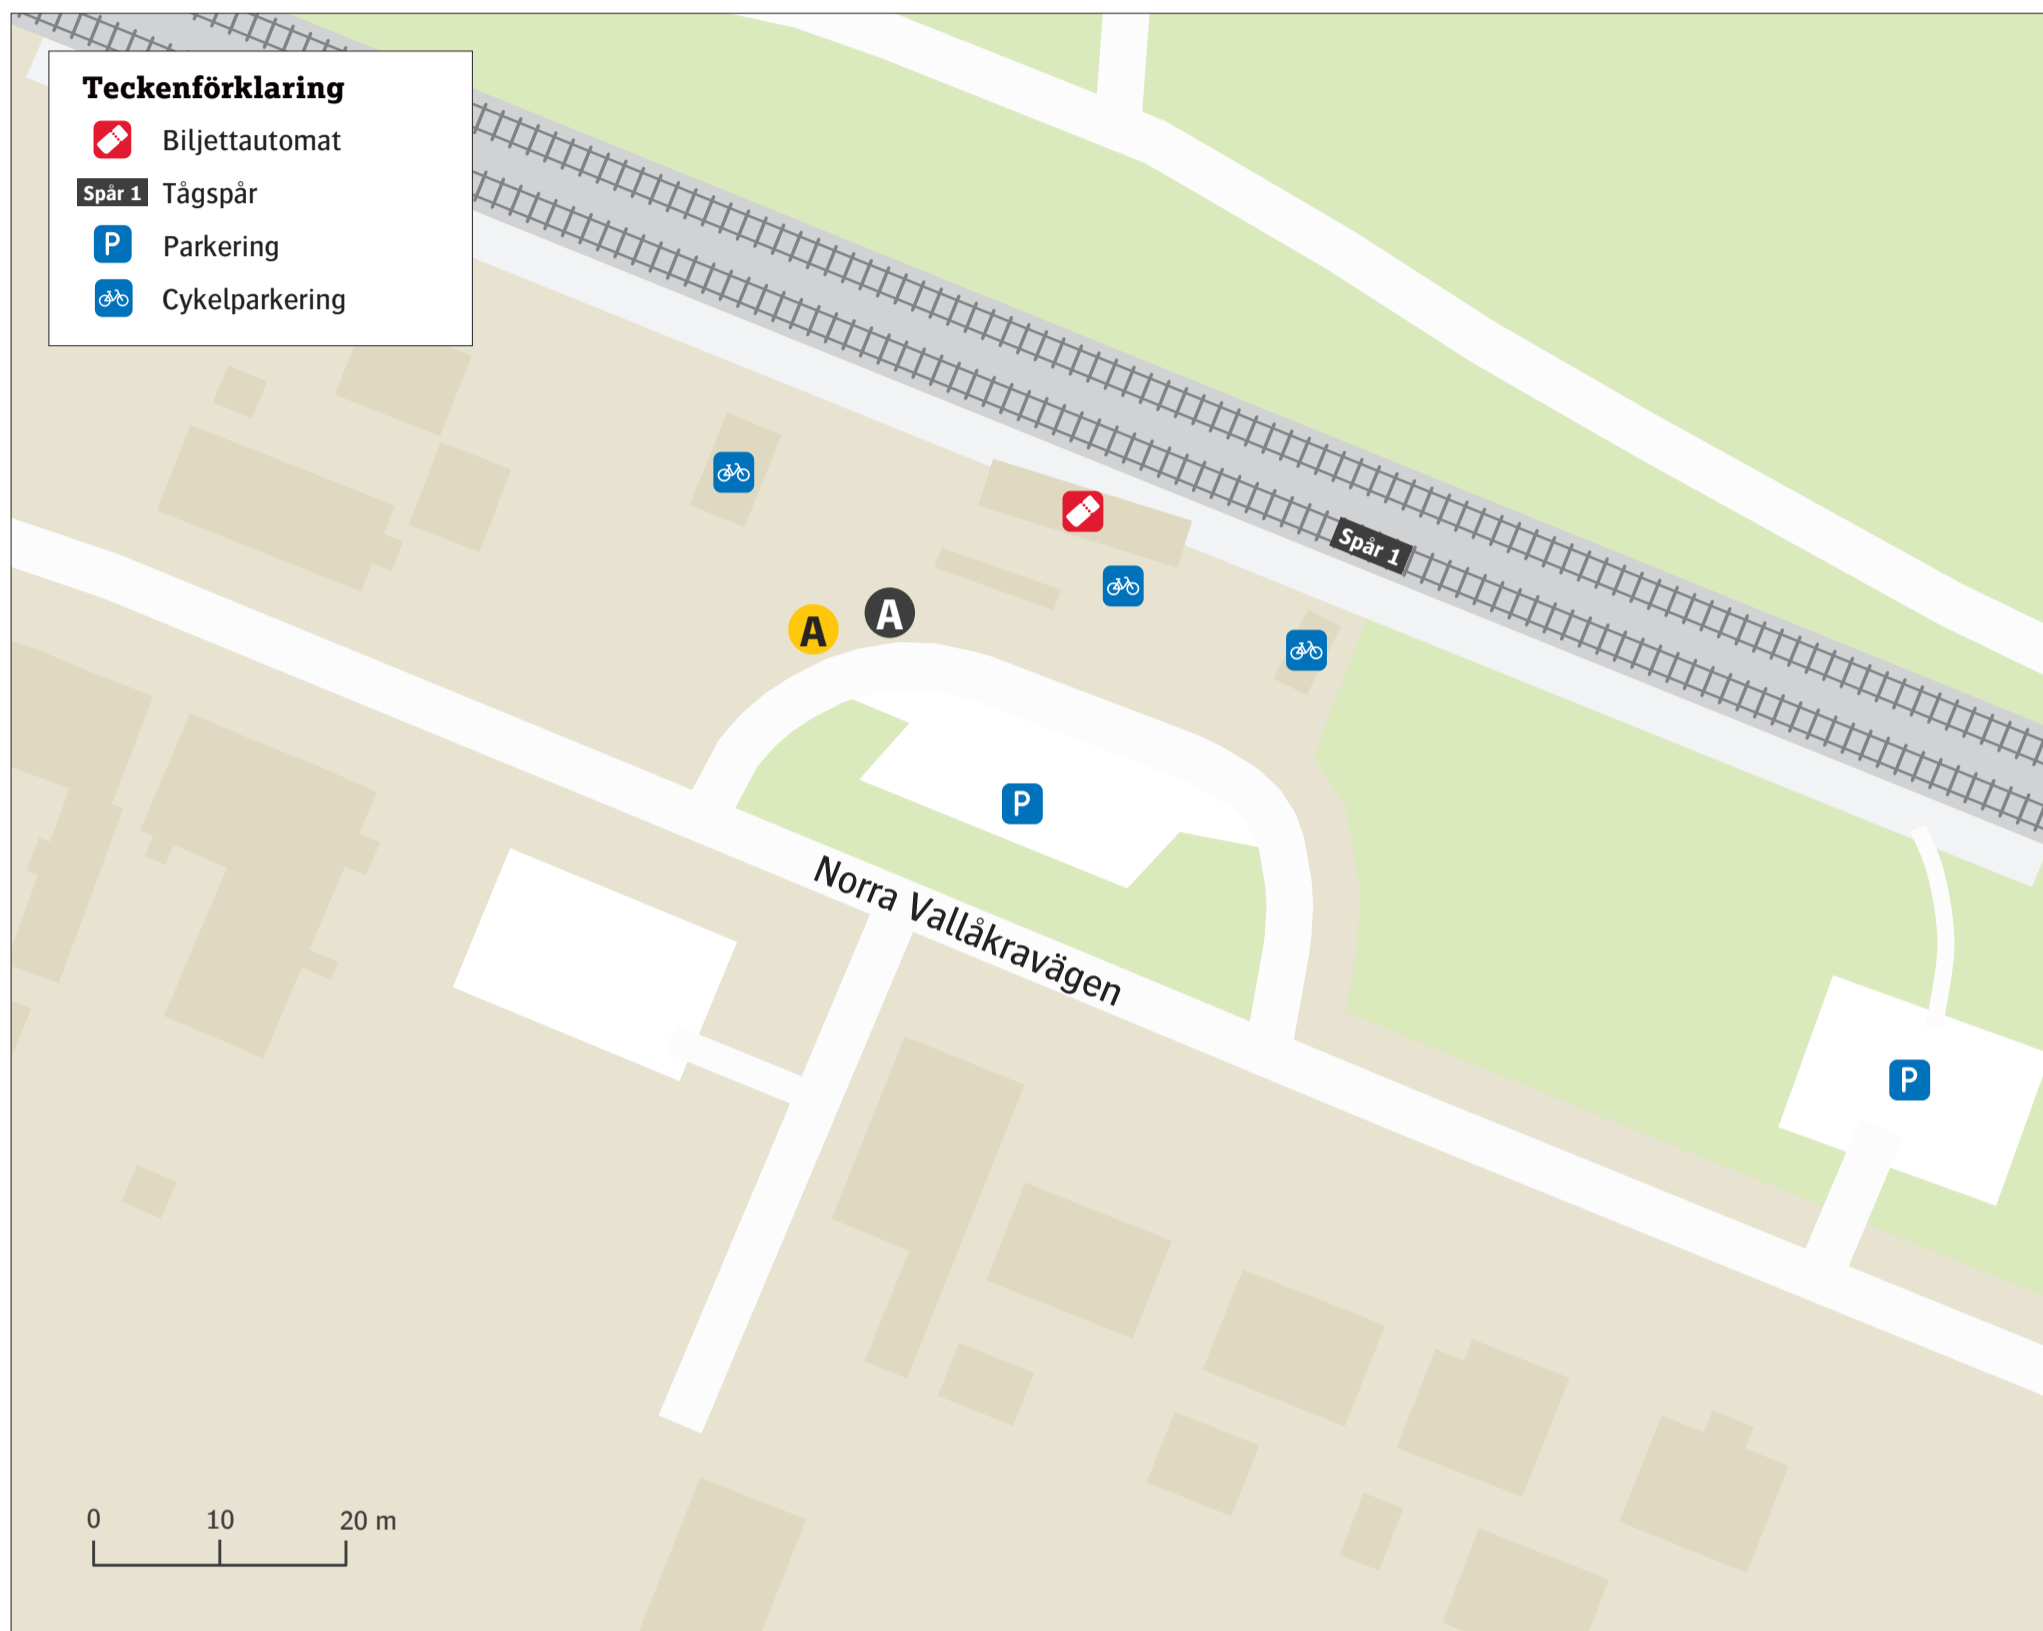 Teckenförklaring
Biljettautomat
Spår 1 Tågspår
P Parkering
Cykelparkering
Spår 1
A A
P
Norra Vallåkravägen
P
0 10 20 m